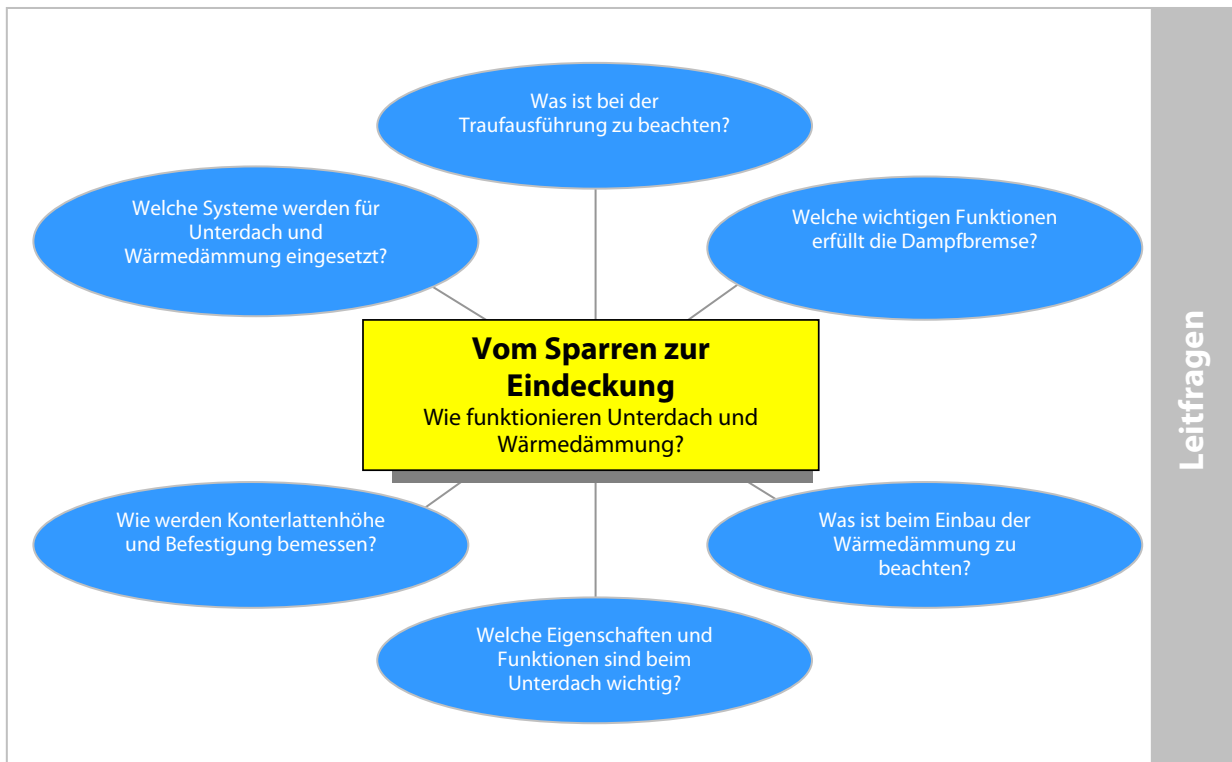 Was ist bei der
Traufausführung zu beachten?
Welche Systeme werden für
Unterdach und
Wärmedämmung eingesetzt?
Welche wichtigen Funktionen
erfüllt die Dampfbremse?
Vom Sparren zur
Eindeckung
Wie funktionieren Unterdach und
Wärmedämmung?
Wie werden Konterlattenhöhe
und Befestigung bemessen?
Was ist beim Einbau der
Wärmedämmung zu
beachten?
Welche Eigenschaften und
Funktionen sind beim
Unterdach wichtig?
Leitfragen